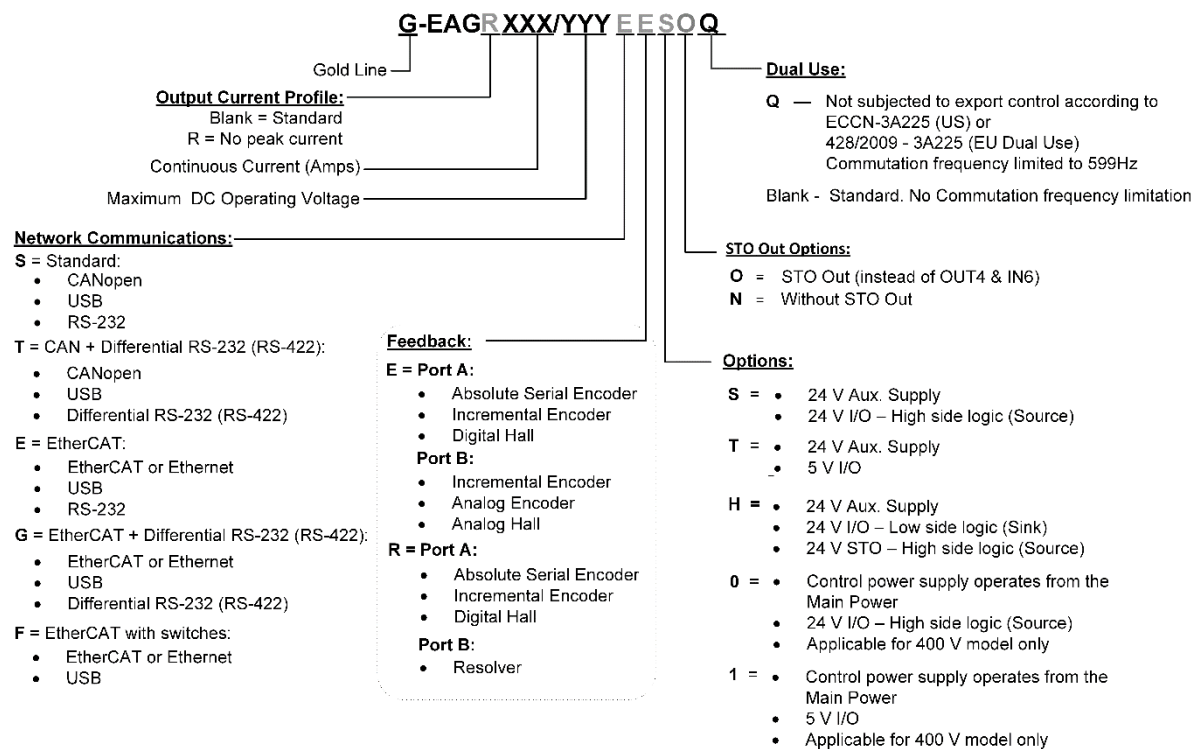 G-EAGRXXX/YYYEESOQ
Gold Line
Output Current Profile:
Blank = Standard
R = No peak current
Continuous Current (Amps)
Maximum DC Operating Voltage
Network Communications:
S = Standard:
• CANopen
• USB
• RS-232
T = CAN + Differential RS-232 (RS-422):
• CANopen
• USB
• Differential RS-232 (RS-422)
E = EtherCAT:
• EtherCAT or Ethernet
• USB
• RS-232
G = EtherCAT + Differential RS-232 (RS-422):
• EtherCAT or Ethernet
• USB
• Differential RS-232 (RS-422)
F = EtherCAT with switches:
• EtherCAT or Ethernet
• USB
Feedback:
E = Port A:
• Absolute Serial Encoder
• Incremental Encoder
• Digital Hall
Port B:
• Incremental Encoder
• Analog Encoder
• Analog Hall
R = Port A:
• Absolute Serial Encoder
• Incremental Encoder
• Digital Hall
Port B:
• Resolver
Dual Use:
Q — Not subjected to export control according to
ECCN-3A225 (US) or
428/2009 - 3A225 (EU Dual Use)
Commutation frequency limited to 599Hz
Blank - Standard. No Commutation frequency limitation
STO Out Options:
O = STO Out (instead of OUT4 & IN6)
N = Without STO Out
Options:
S = • 24 V Aux. Supply
• 24 V I/O – High side logic (Source)
T = • 24 V Aux. Supply
• 5 V I/O
H = • 24 V Aux. Supply
• 24 V I/O – Low side logic (Sink)
• 24 V STO – High side logic (Source)
0 = • Control power supply operates from the
Main Power
• 24 V I/O – High side logic (Source)
• Applicable for 400 V model only
1 = • Control power supply operates from the
Main Power
• 5 V I/O
• Applicable for 400 V model only